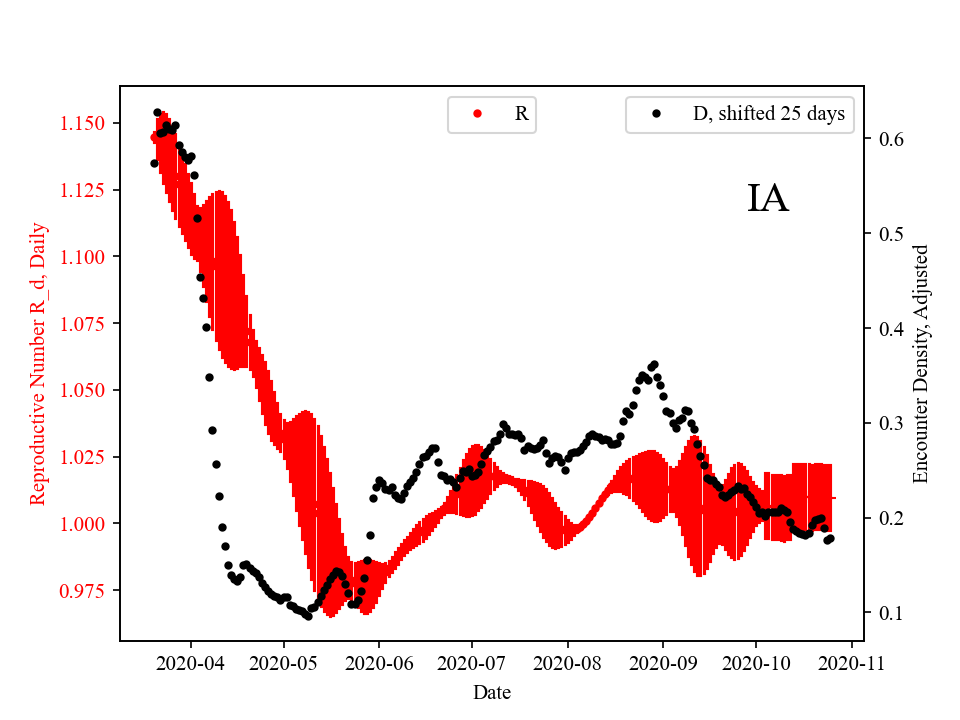 R
D, shifted 25 days
IA
Reproductive Number R_d, Daily
1.150
1.125
1.100
1.075
1.050
1.025
1.000
0.975
0.6
0.5
0.4
0.3
0.2
0.1
Encounter Density, Adjusted
2020-04 2020-05 2020-06 2020-07 2020-08 2020-09 2020-10 2020-11
Date